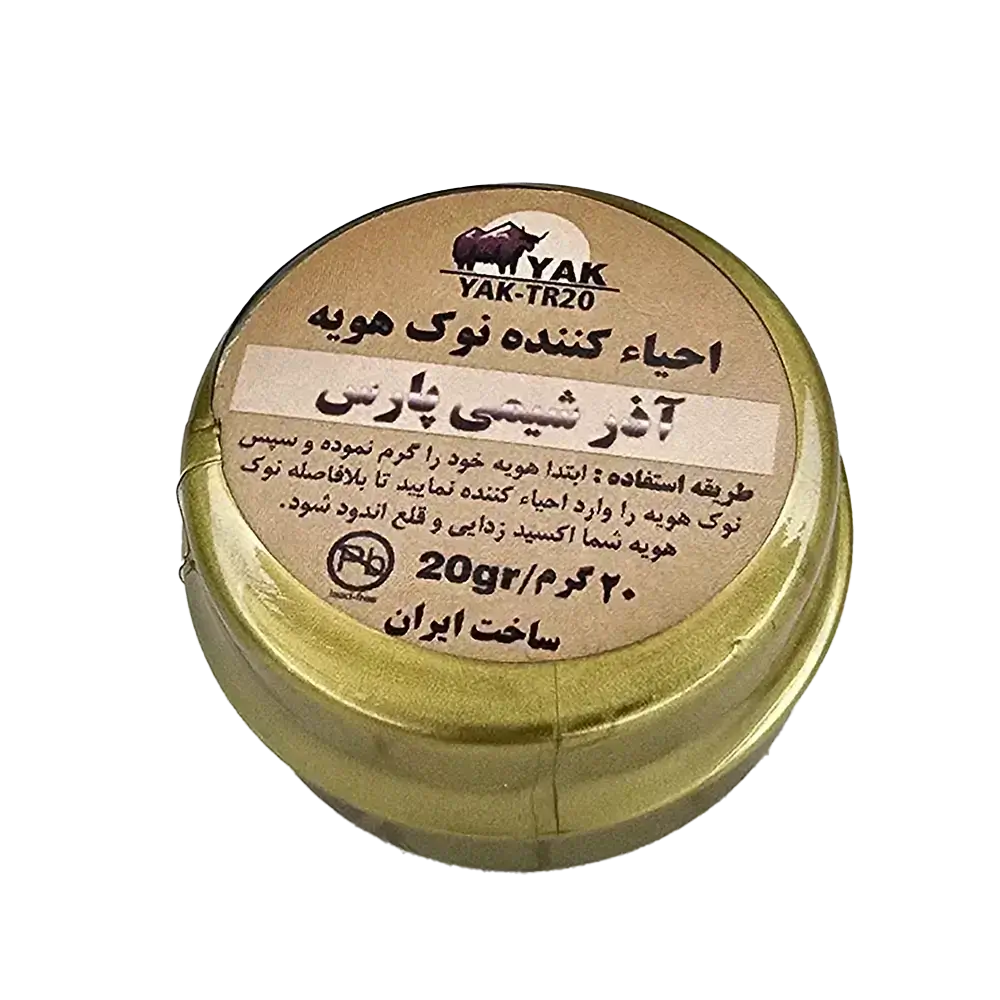 YAK
YAK-TR20
احیاء کننده نوک هویه
آذر شیمی پارس
طریقه استفاده : ابتدا هویه خود را گرم نموده و سپس
نوک هویه را وارد احیاء کننده نمایید تا بلافاصله نوک
هویه شما اکسید زدایی و قلع اندود شود.
۲۰ گرم/20gr
Pb
lead-free
ساخت ایران